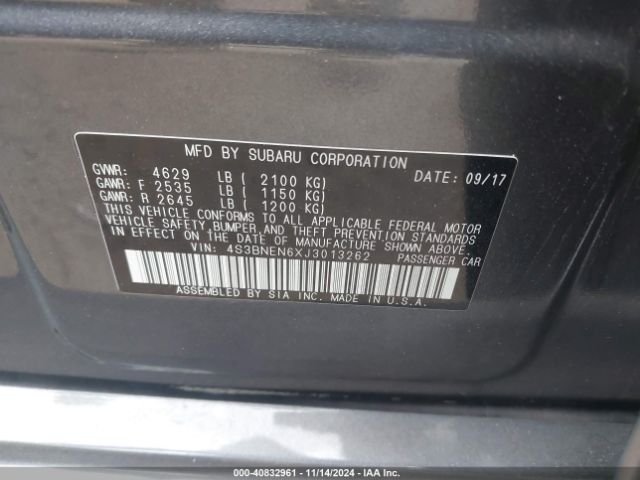 MFD BY SUBARU CORPORATION
GVWR: 4629 LB ( 2100 KG) DATE: 09/17
GAWR: F 2535 LB ( 1150 KG)
GAWR: R 2645 LB ( 1200 KG)
THIS VEHICLE CONFORMS TO ALL APPLICABLE FEDERAL MOTOR
VEHICLE SAFETY,BUMPER,AND THEFT PREVENTION STANDARDS
IN EFFECT ON THE DATE OF MANUFACTURE SHOWN ABOVE.
VIN: 4S3BNEN6XJ3013262 PASSENGER CAR
ASSEMBLED BY SIA INC. MADE IN U.S.A.
000-40832961 - 11/14/2024 - IAA Inc.